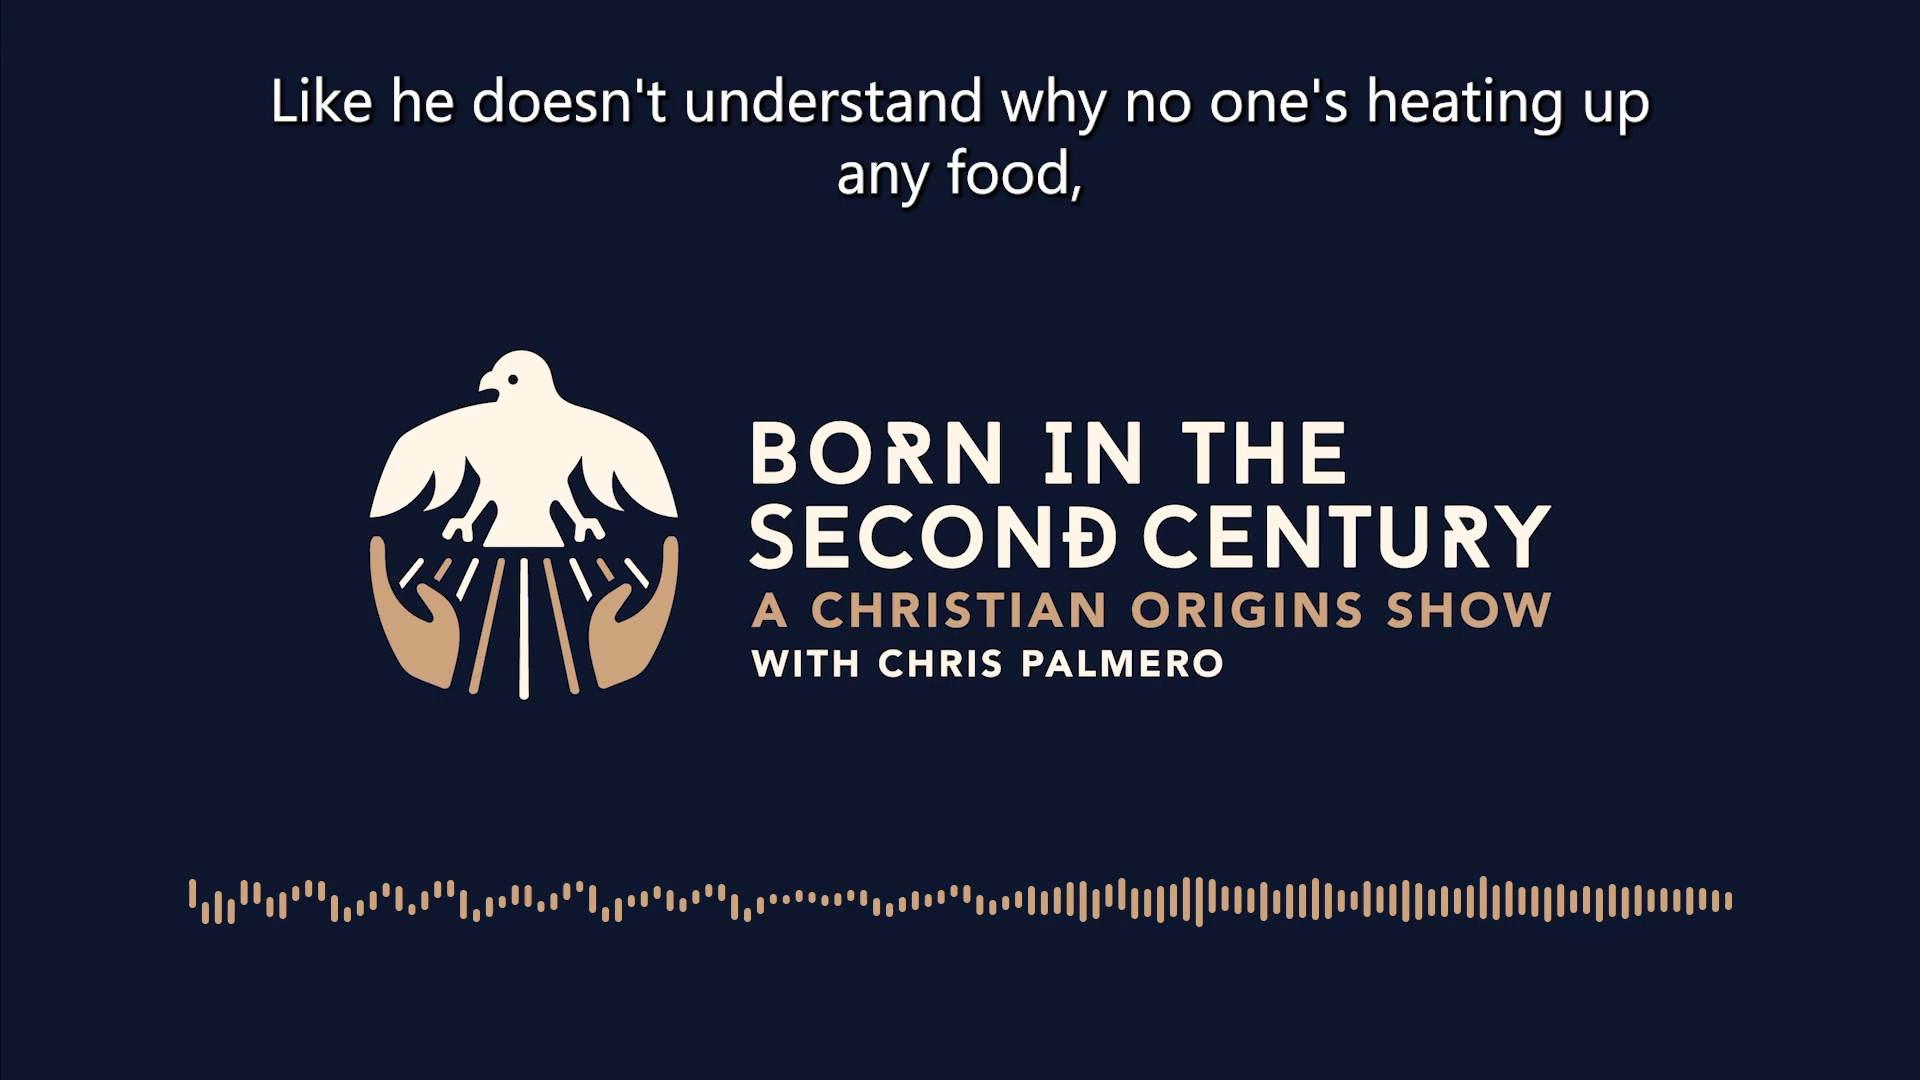 Like he doesn't understand why no one's heating up
any food,
BORN IN THE
SECOND CENTURY
A CHRISTIAN ORIGINS SHOW
WITH CHRIS PALMERO